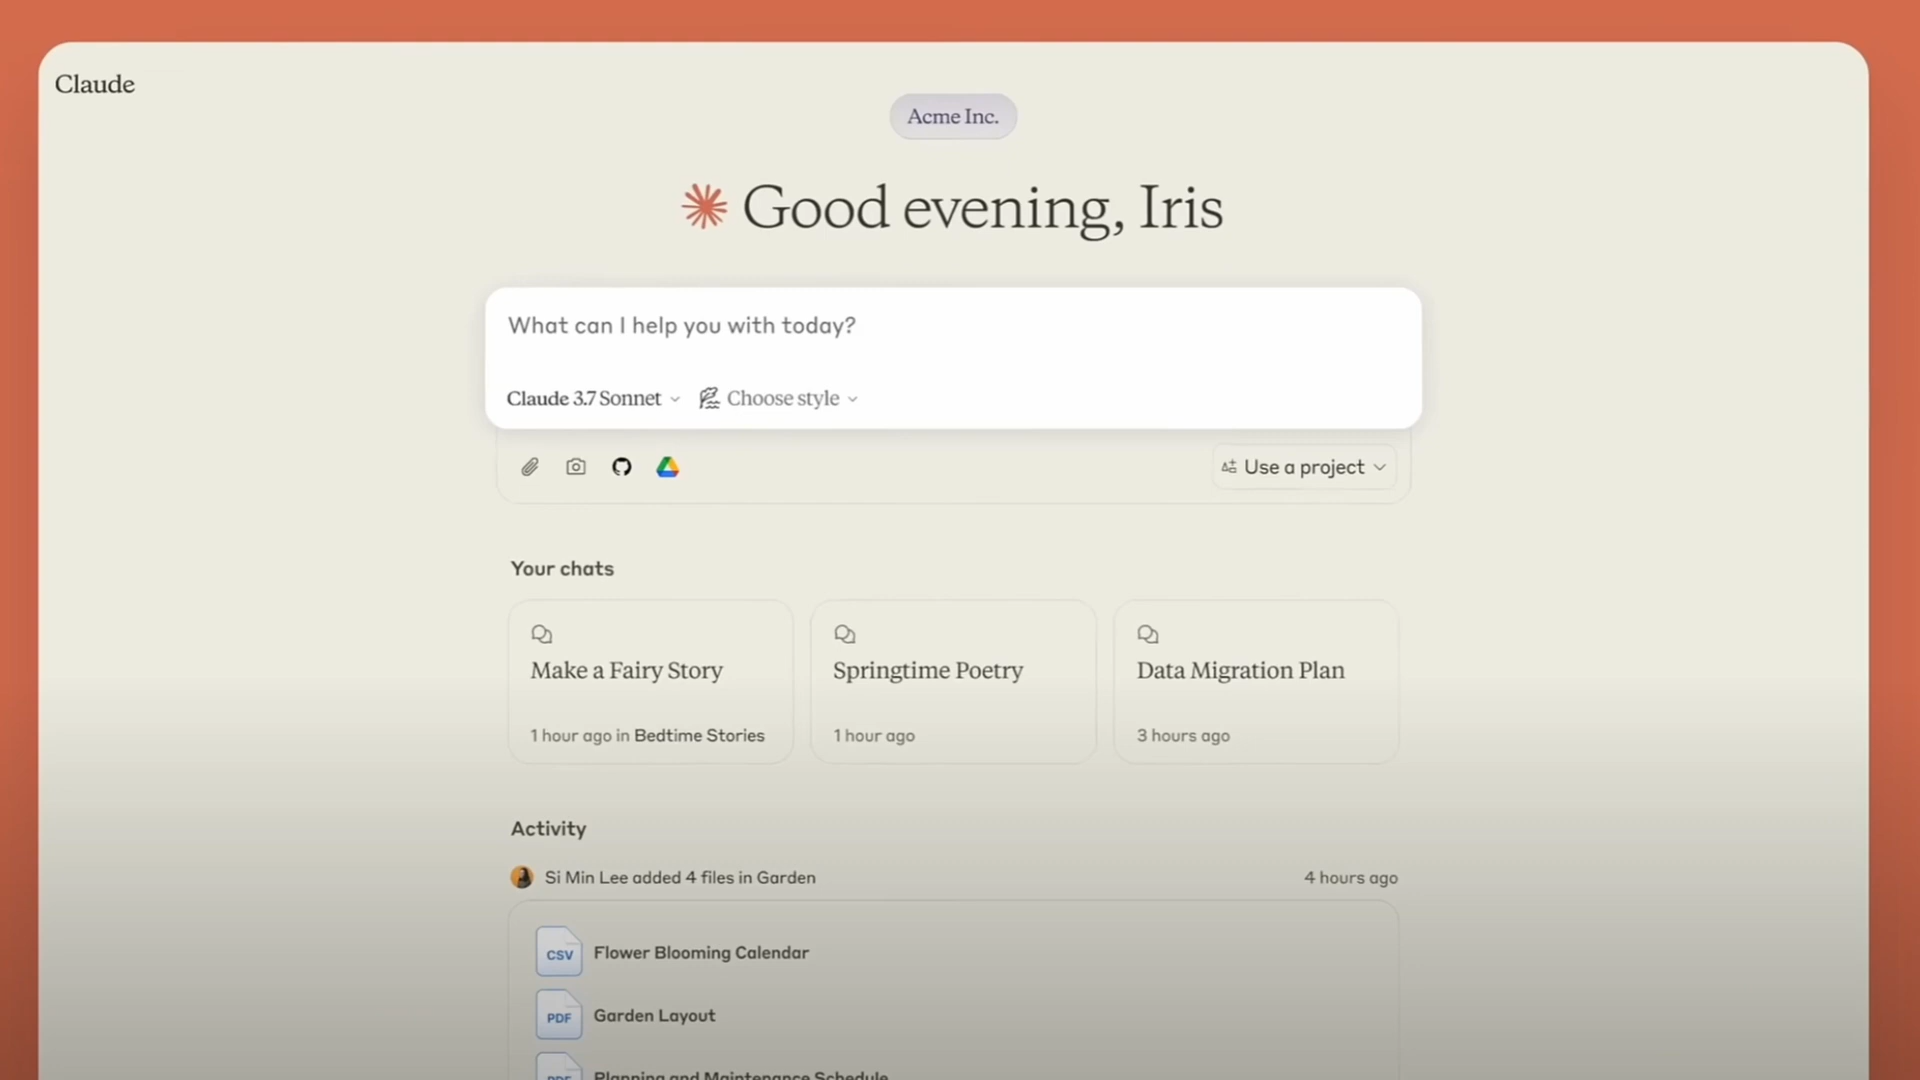 Claude
Acme Inc.
Good evening, Iris
What can I help you with today?
Claude 3.7 Sonnet
Choose style
Use a project
Your chats
Make a Fairy Story
1 hour ago in Bedtime Stories
Springtime Poetry
1 hour ago
Data Migration Plan
3 hours ago
Activity
Si Min Lee added 4 files in Garden
4 hours ago
CSV
Flower Blooming Calendar
PDF
Garden Layout
PDF
Planning and Maintenance Schedule